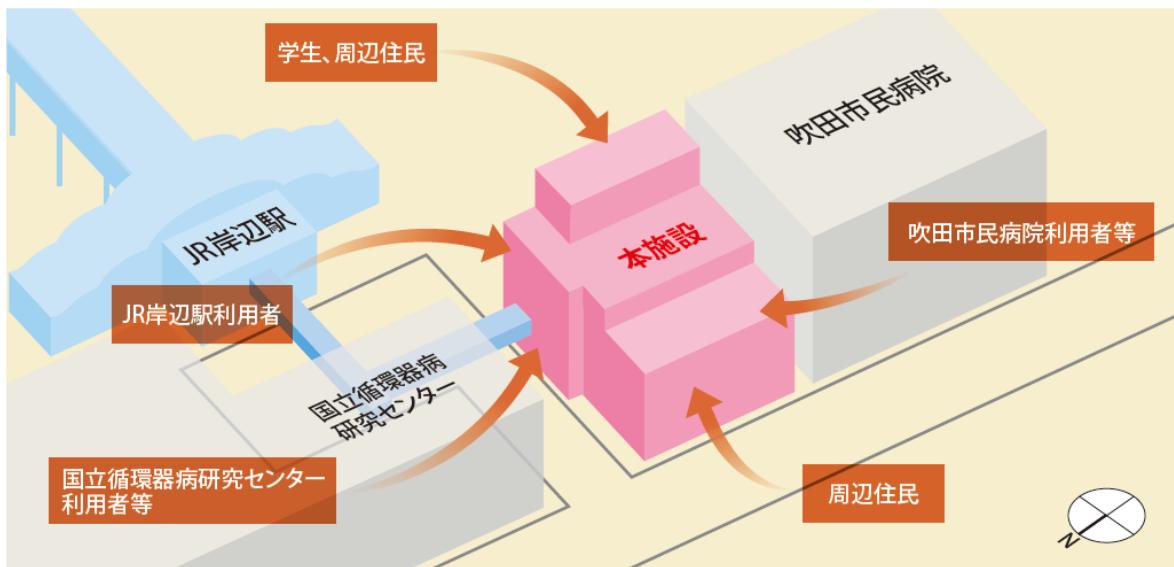 学生、周辺住民
吹田市民病院
JR岸辺駅
本施設
吹田市民病院利用者等
JR岸辺駅利用者
国立循環器病
研究センター
国立循環器病研究センター
利用者等
周辺住民
N